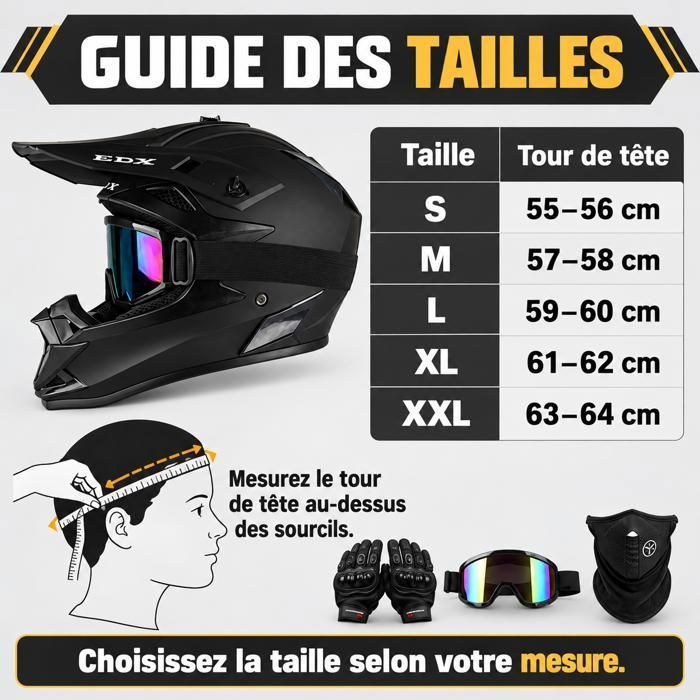 GUIDE DES TAILLES
EDX
Taille Tour de tête
S 55–56 cm
M 57–58 cm
L 59–60 cm
XL 61–62 cm
XXL 63–64 cm
Mesurez le tour
de tête au-dessus
des sourcils.
Choisissez la taille selon votre mesure.